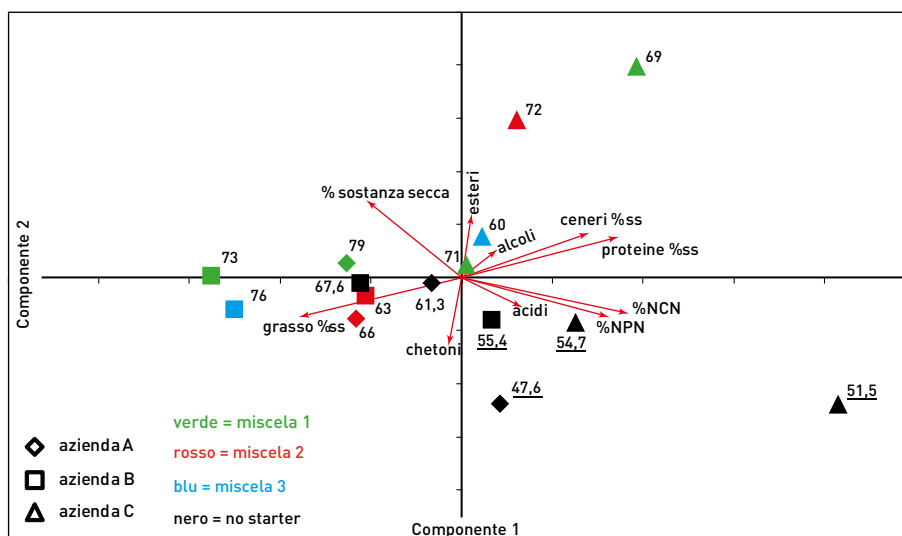 69
72
% sostanza secca
esteri
60
ceneri %ss
alcoli
proteine %ss
Componente 2
73
79
71
67,6
76
63
61,3
grasso %ss
66
acidi
%NCN
%NPN
chetoni
55,4
54,7
47,6
51,5
verde = miscela 1
azienda A
rosso = miscela 2
azienda B
blu = miscela 3
azienda C
nero = no starter
Componente 1